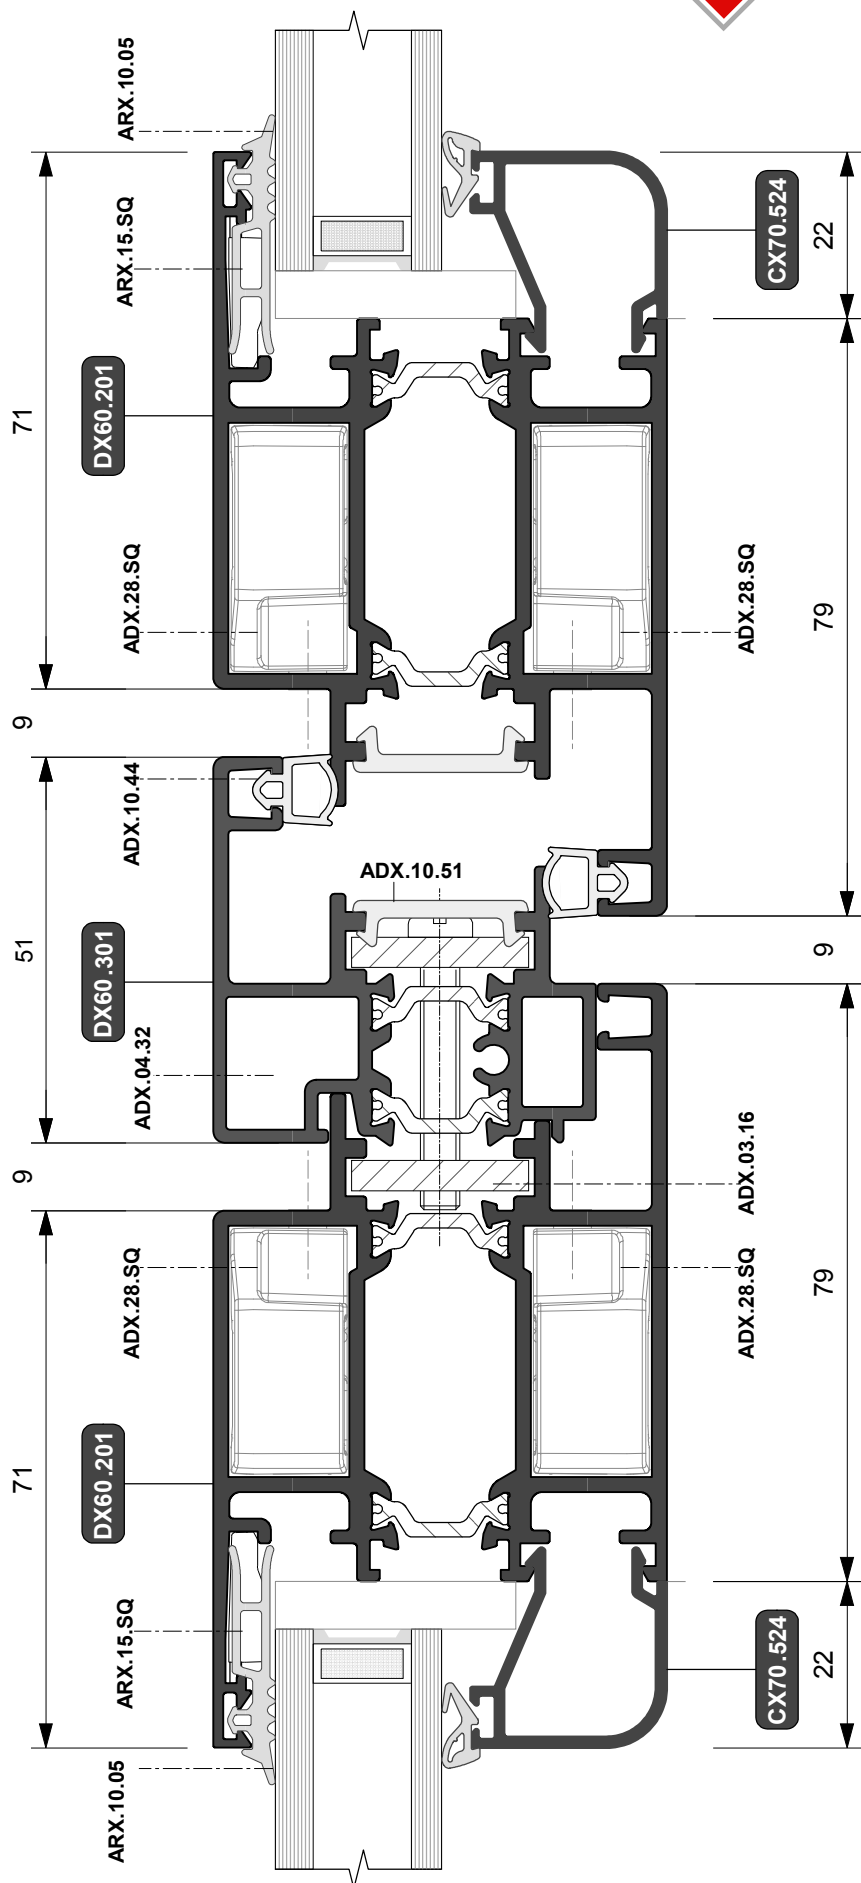 ARX.10.05
ARX.15.SQ
CX70.524
22
71
DX60.201
ADX.28.SQ
ADX.28.SQ
79
9
ADX.10.44
ADX.10.51
51
DX60.301
9
ADX.04.32
9
ADX.03.16
ADX.28.SQ
ADX.28.SQ
79
71
DX60.201
ARX.15.SQ
CX70.524
22
ARX.10.05